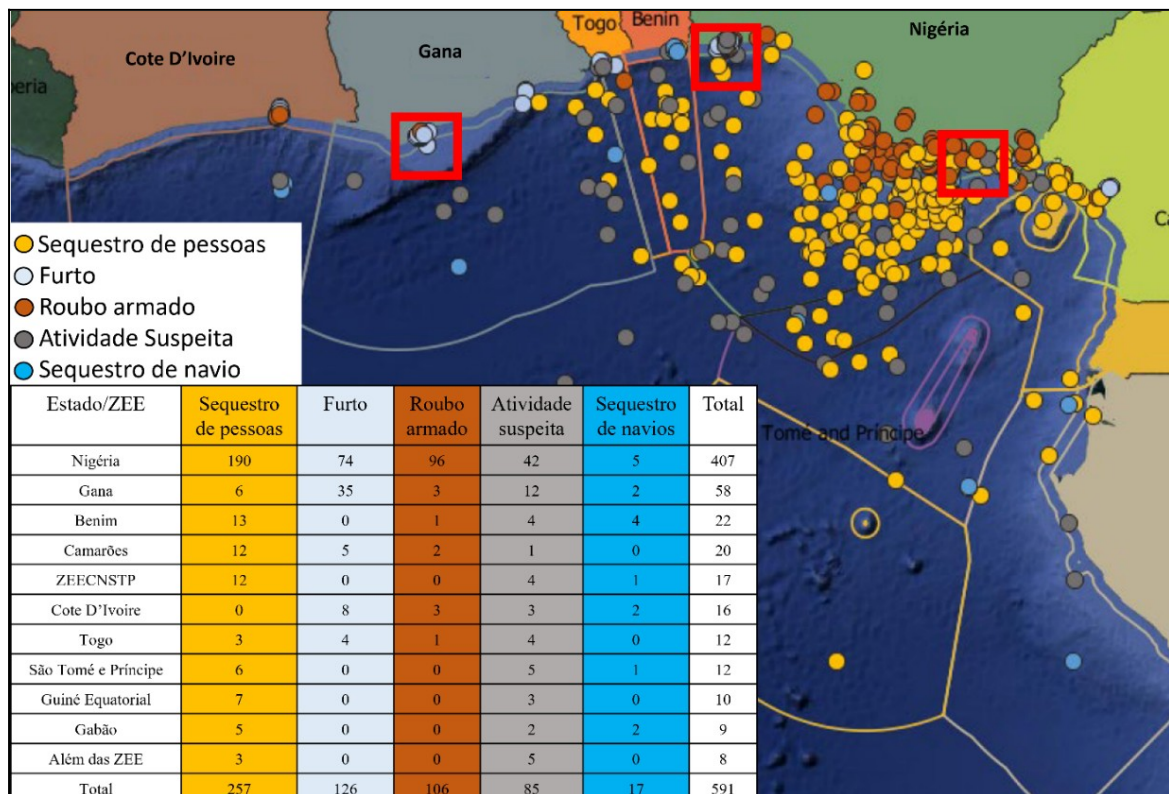 Togo Benin
Cote D'Ivoire Gana Nigéria
eria
Ca
Sequestro de pessoas
Furto
Roubo armado
Atividade Suspeita
Sequestro de navio
Tomé and Príncipe
Estado/ZEE Sequestro de pessoas Furto Roubo armado Atividade suspeita Sequestro de navios Total
Nigéria 190 74 96 42 5 407
Gana 6 35 3 12 2 58
Benim 13 0 1 4 4 22
Camarões 12 5 2 1 0 20
ZEECNSTP 12 0 0 4 1 17
Cote D'Ivoire 0 8 3 3 2 16
Togo 3 4 1 4 0 12
São Tomé e Príncipe 6 0 0 5 1 12
Guiné Equatorial 7 0 0 3 0 10
Gabão 5 0 0 2 2 9
Além das ZEE 3 0 0 5 0 8
Total 257 126 106 85 17 591